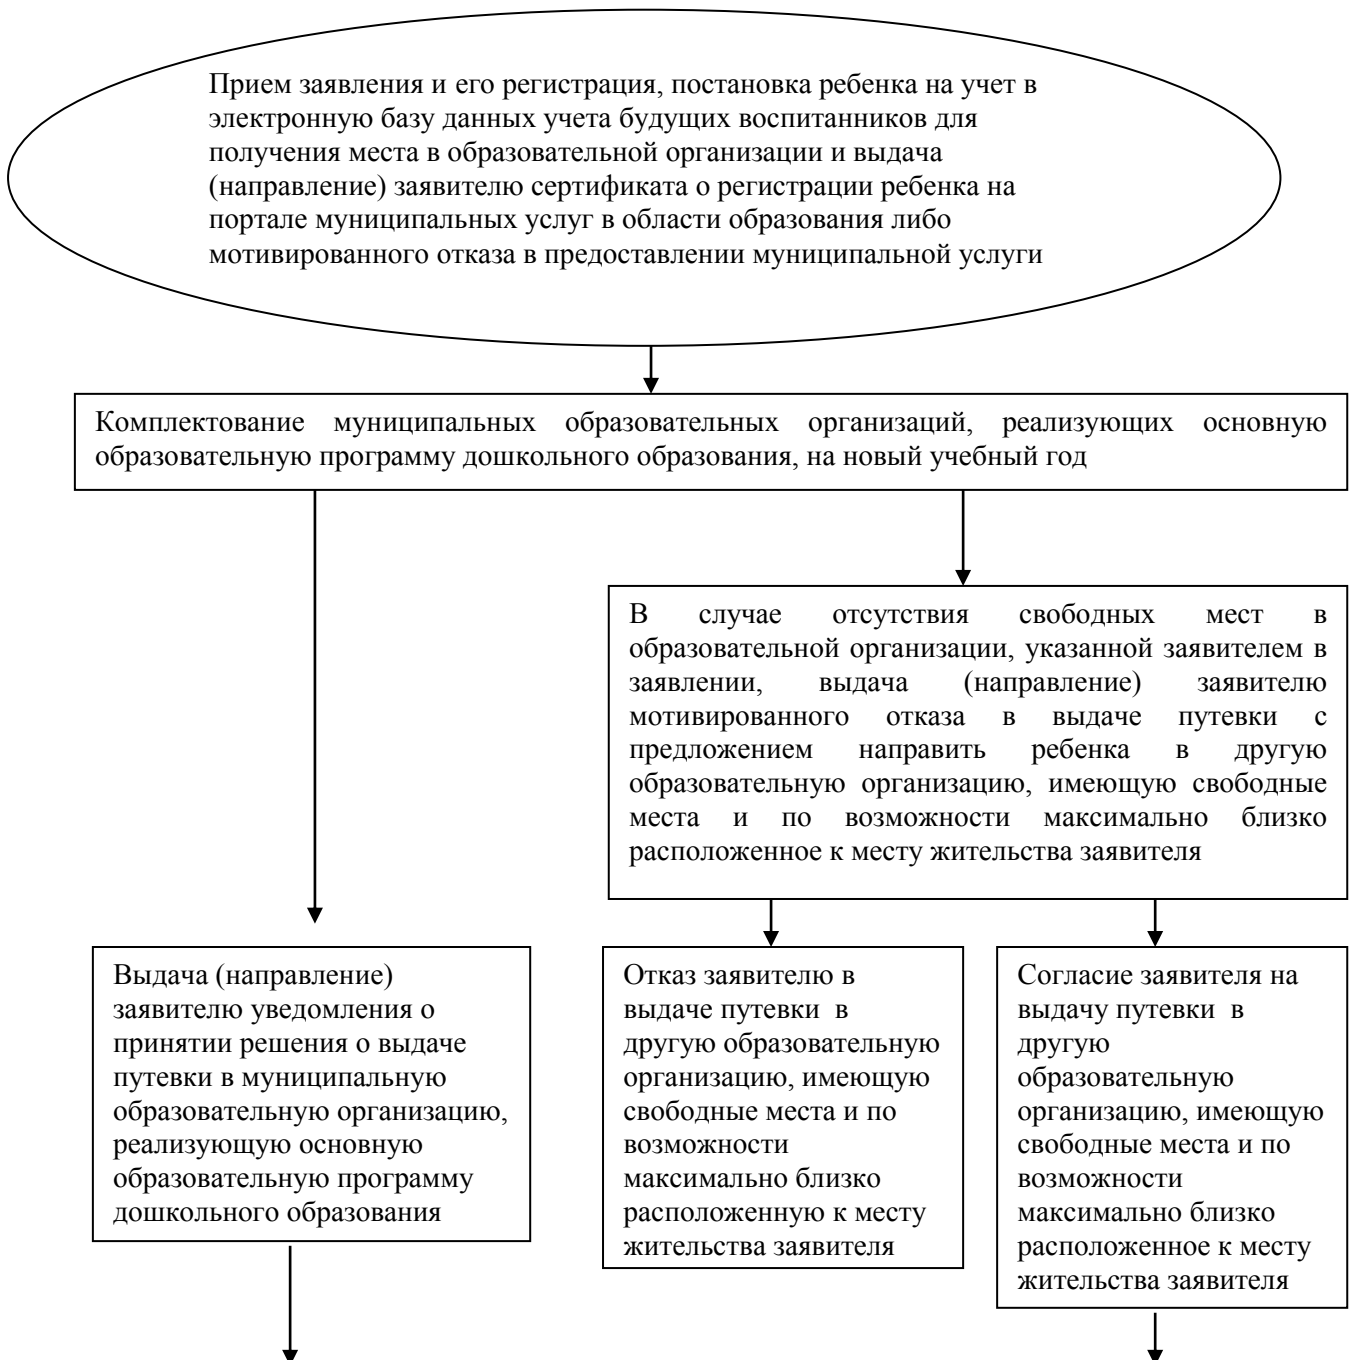 Прием заявления и его регистрация, постановка ребенка на учет в
электронную базу данных учета будущих воспитанников для
получения места в образовательной организации и выдача
(направление) заявителю сертификата о регистрации ребенка на
портале муниципальных услуг в области образования либо
мотивированного отказа в предоставлении муниципальной услуги
Комплектование муниципальных образовательных организаций, реализующих основную
образовательную программу дошкольного образования, на новый учебный год
В случае отсутствия свободных мест в
образовательной организации, указанной заявителем в
заявлении, выдача (направление) заявителю
мотивированного отказа в выдаче путевки с
предложением направить ребенка в другую
образовательную организацию, имеющую свободные
места и по возможности максимально близко
расположенное к месту жительства заявителя
Выдача (направление)
заявителю уведомления о
принятии решения о выдаче
путевки в муниципальную
образовательную организацию,
реализующую основную
образовательную программу
дошкольного образования
Отказ заявителю в
выдаче путевки в
другую образовательную
организацию, имеющую
свободные места и по
возможности
максимально близко
расположенную к месту
жительства заявителя
Согласие заявителя на
выдачу путевки в
другую
образовательную
организацию, имеющую
свободные места и по
возможности
максимально близко
расположенное к месту
жительства заявителя